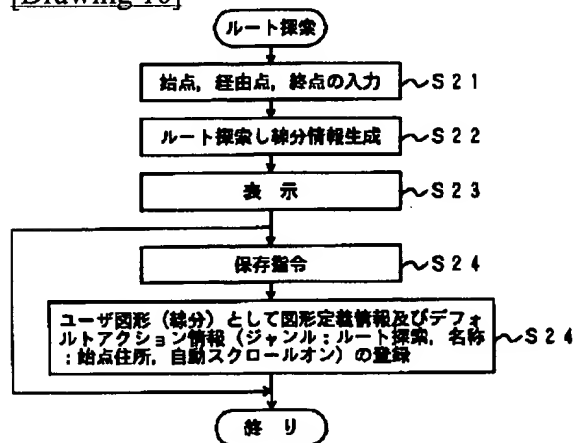 [Drawing 10]
ルート探索
始点，経由点，終点の入力
～S21
ルート探索し線分情報生成
～S22
表 示
～S23
保存指令
～S24
ユーザ図形（線分）として図形定義情報及びデフォ
ルトアクション情報（ジャンル：ルート探索，名称
：始点住所，自動スクロールオン）の登録
～S24
終 り